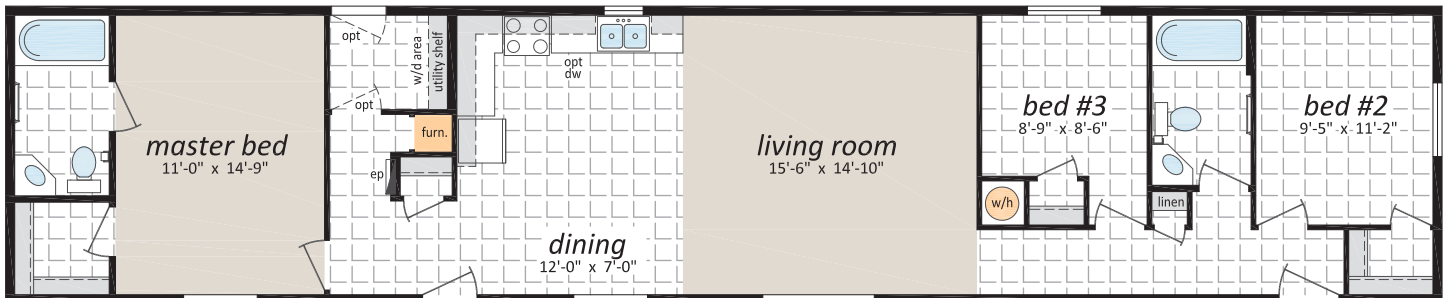 master bed
11'-0" x 14'-9"
opt
opt
w/d area
utility shelf
furn.
ep
opt
dw
dining
12'-0" x 7'-0"
living room
15'-6" x 14'-10"
bed #3
8'-9" x 8'-6"
w/h
linen
bed #2
9'-5" x 11'-2"